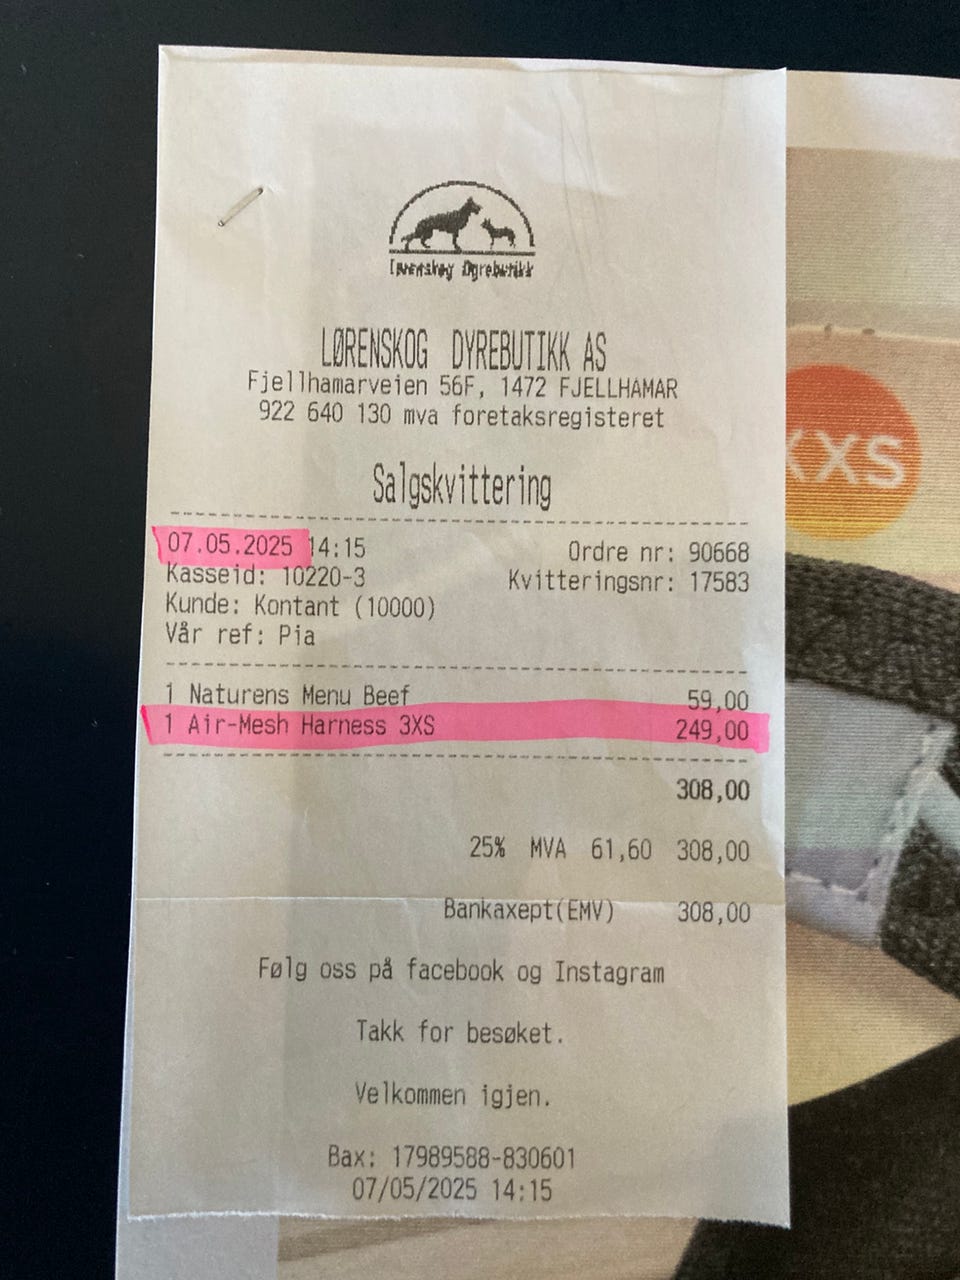 Lørenskog Dyrebutikk
LØRENSKOG DYREBUTIKK AS
Fjellhamarveien 56F, 1472 FJELLHAMAR
922 640 130 mva foretaksregisteret
Salgskvittering
07.05.2025 14:15 Ordre nr: 90668
Kasseid: 10220-3 Kvitteringsnr: 17583
Kunde: Kontant (10000)
Vår ref: Pia
1 Naturens Menu Beef 59,00
1 Air-Mesh Harness 3XS 249,00
308,00
25% MVA 61,60 308,00
Bankaxept(EMV) 308,00
Følg oss på facebook og Instagram
Takk for besøket.
Velkommen igjen.
Bax: 17989588-830601
07/05/2025 14:15
XXS